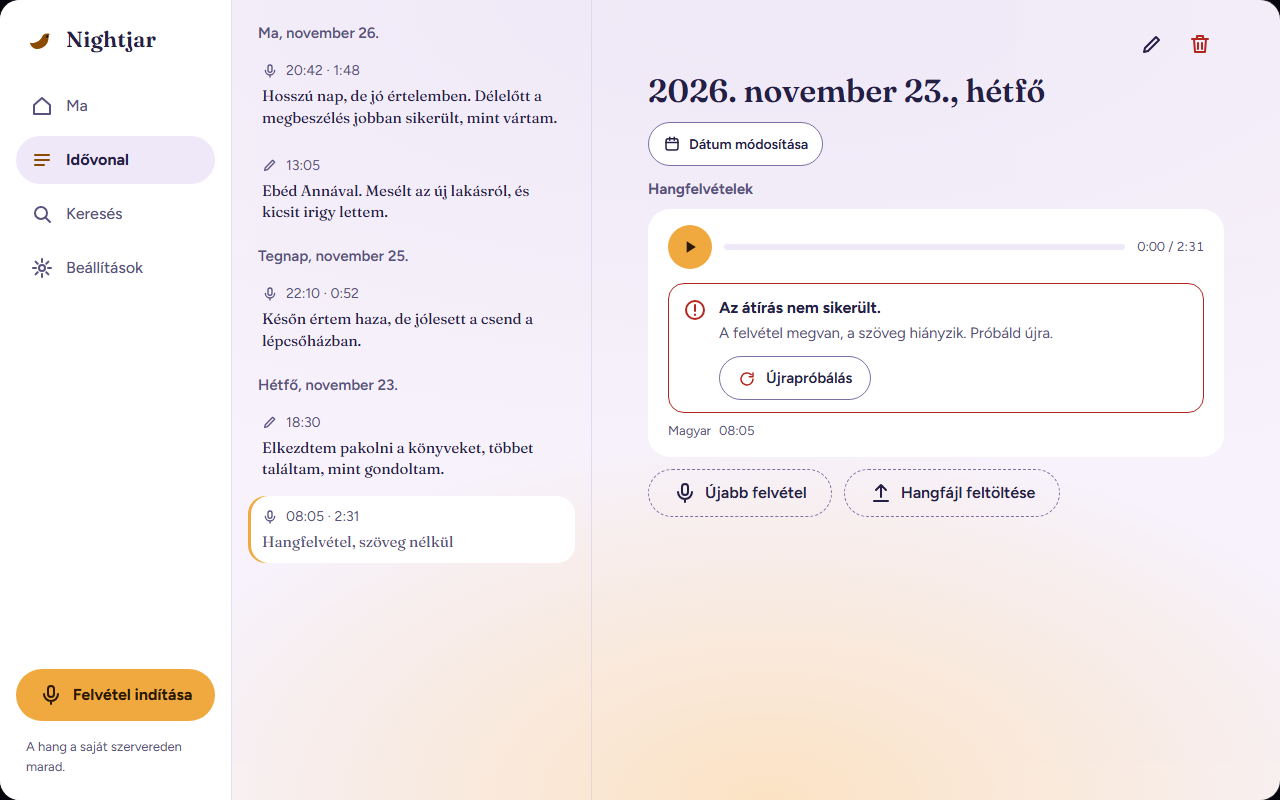 Nightjar
Ma
Idővonal
Keresés
Beállítások
Felvétel indítása
A hang a saját szervereden
marad.
Ma, november 26.
20:42 · 1:48
Hosszú nap, de jó értelemben. Délelőtt a
megbeszélés jobban sikerült, mint vártam.
13:05
Ebéd Annával. Mesélt az új lakásról, és
kicsit irigy lettem.
Tegnap, november 25.
22:10 · 0:52
Későn értem haza, de jólesett a csend a
lépcsőházban.
Hétfő, november 23.
18:30
Elkezdtem pakolni a könyveket, többet
találtam, mint gondoltam.
08:05 · 2:31
Hangfelvétel, szöveg nélkül
2026. november 23., hétfő
Dátum módosítása
Hangfelvételek
0:00 / 2:31
Az átírás nem sikerült.
A felvétel megvan, a szöveg hiányzik. Próbáld újra.
Újrapróbálás
Magyar 08:05
Újabb felvétel
Hangfájl feltöltése